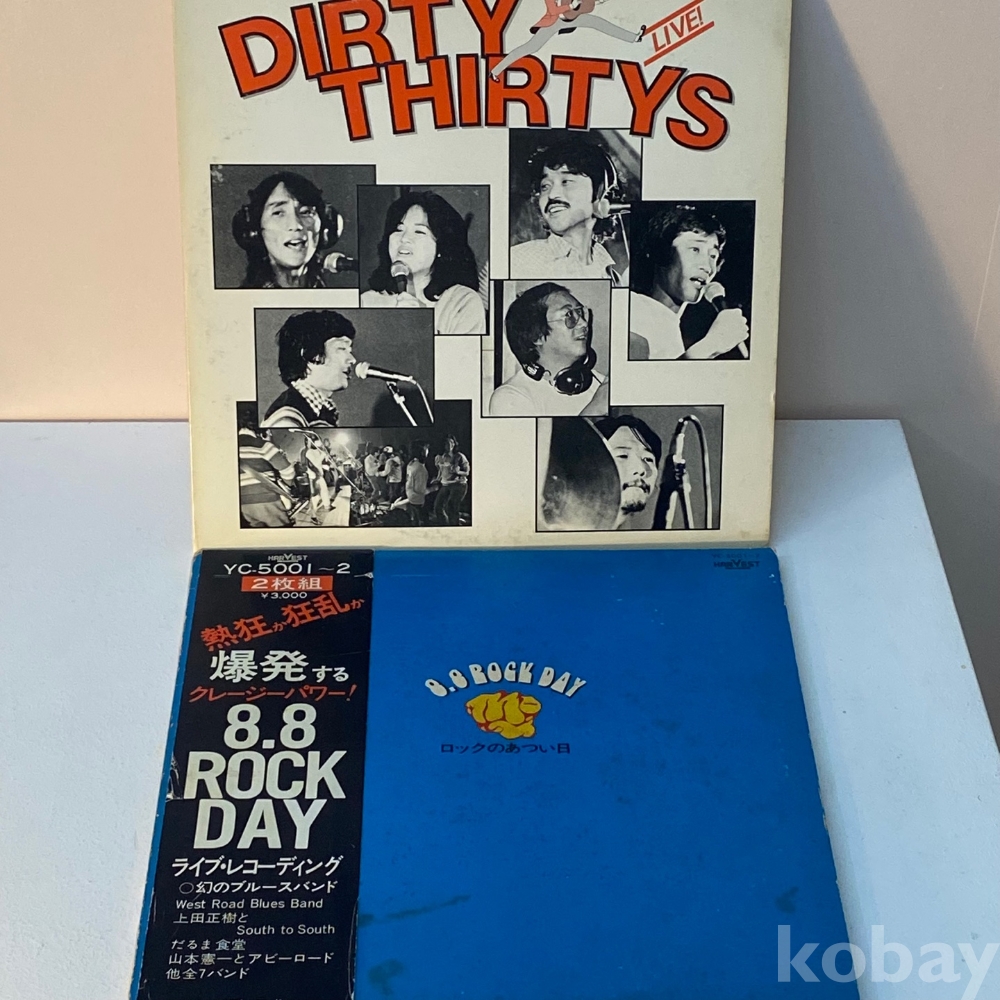 DIRTY
THIRTYS
LIVE!
HARVEST
YC-5001~2
2枚組
¥3,000
熱狂か狂乱か
爆発する
クレージーパワー!
8.8
ROCK
DAY
ライブ・レコーディング
○幻のブルースバンド
West Road Blues Band
上田正樹と
South to South
だるま食堂
山本憲一とアビーロード
他全7バンド
HARVEST
8.8 ROCK DAY
ロックのあつい日
kobay